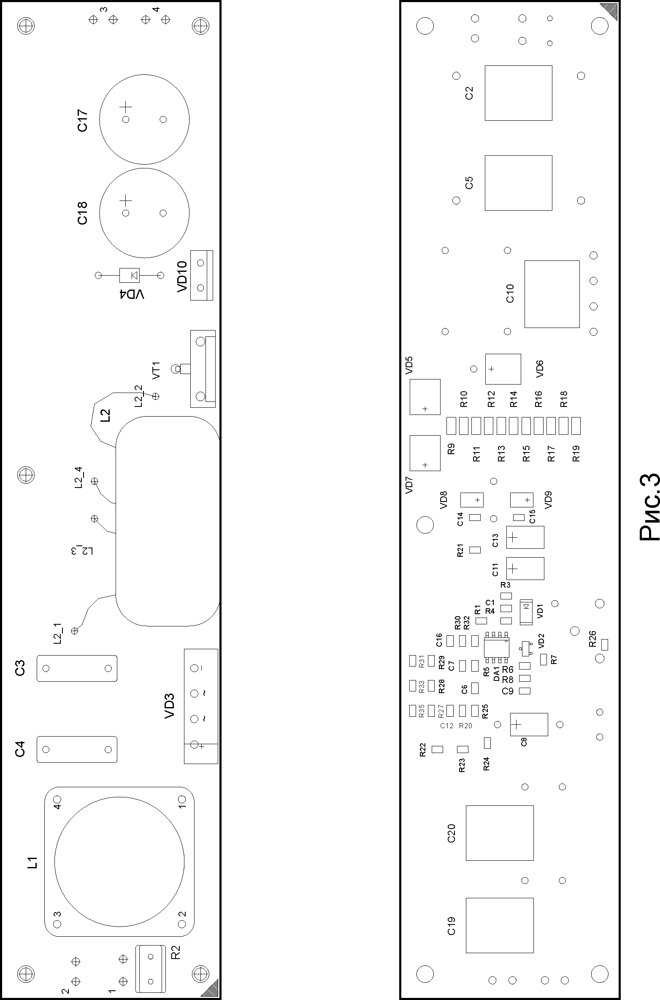 3
4
C17
C18
VD10
VD4
VT1
L2_2
L2
L2_4
L2_3
L2_1
C3
~
~
+
–
VD3
C4
L1
4
1
3
2
R2
2
1
C2
C5
C10
VD5
VD6
R10
R12
R14
R16
R18
R9
R11
R13
R15
R17
R19
VD7
VD8
VD9
C14
C15
C13
R21
C11
R3
C1
R4
R1
VD1
R30
R32
C16
VD2
R26
R31
R29
C7
R5
DA1
R6
R8
C9
R7
R33
R28
C6
R35
R27
C12
R20
R25
C8
R22
R23
R24
C20
C19
Рис.3